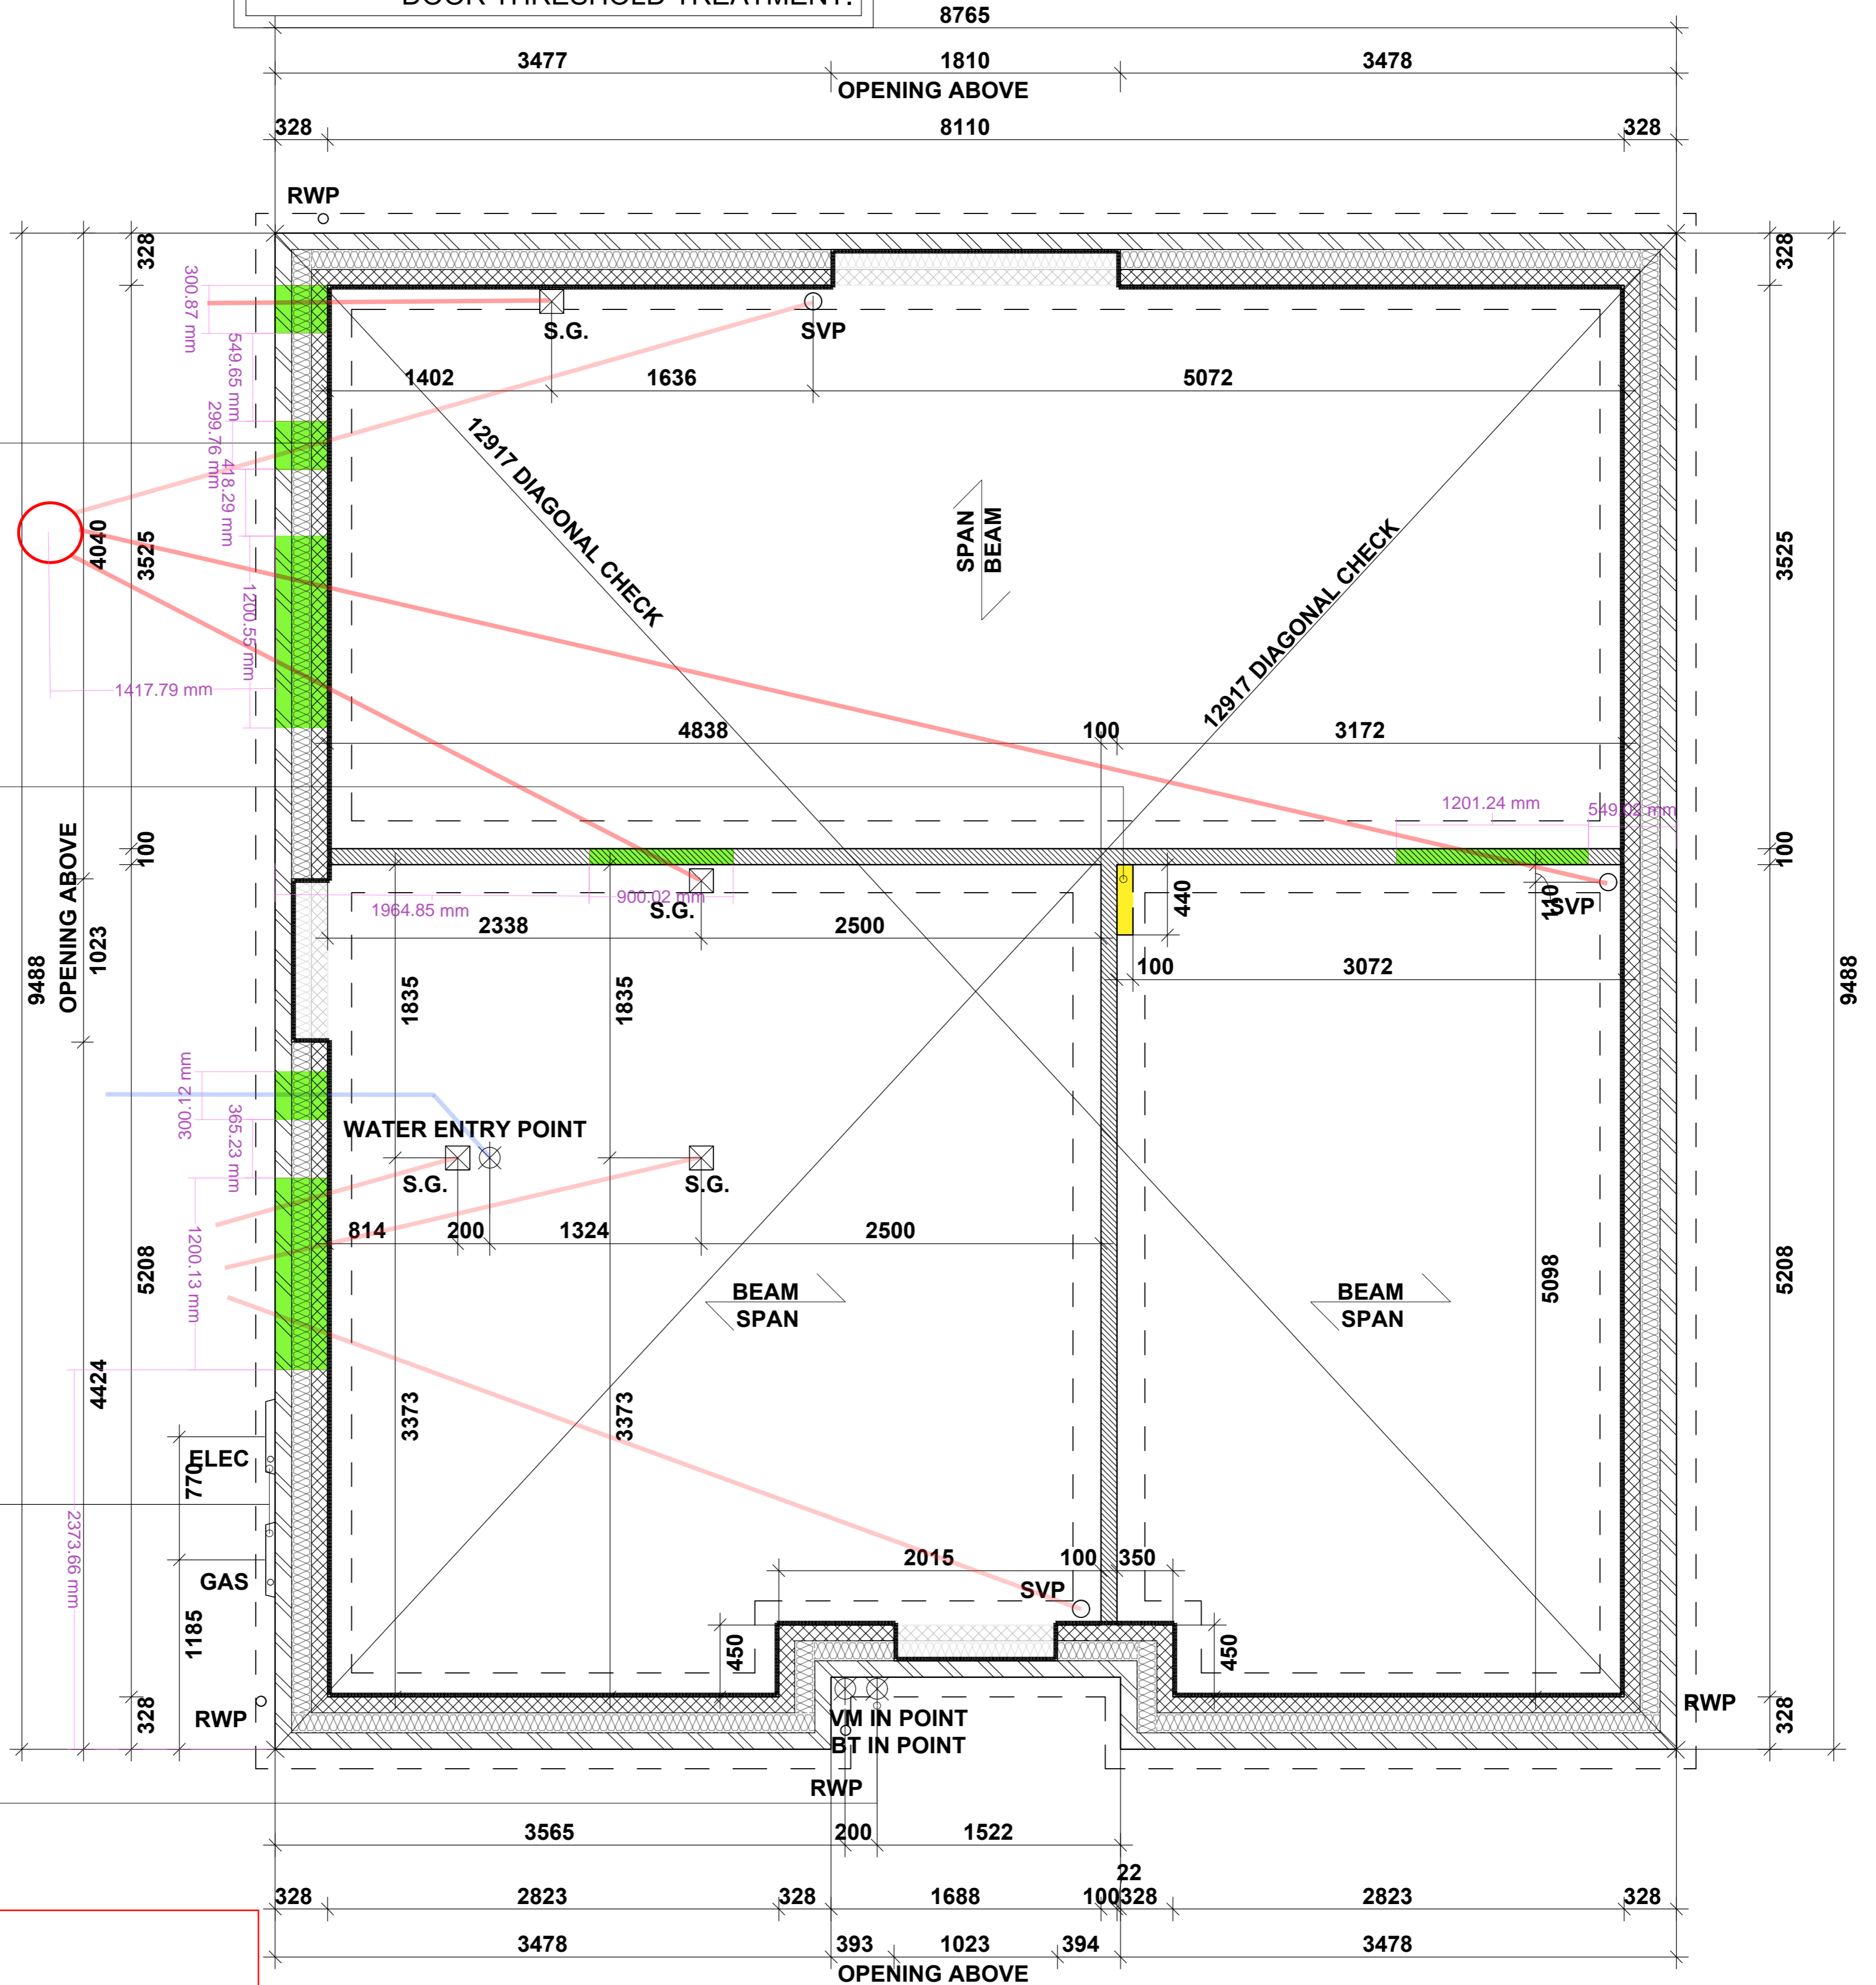 DOOR THRESHOLD TREATMENT.
8765
3477
1810
3478
OPENING ABOVE
328
8110
328
RWP
328
328
300.87 mm
S.G.
SVP
549.65 mm
1402
1636
5072
299.76 mm
418.29 mm
12917 DIAGONAL CHECK
12917 DIAGONAL CHECK
SPAN
BEAM
4040
3525
3525
1200.55 mm
1417.79 mm
4838
100
3172
1201.24 mm
549.02 mm
100
100
OPENING ABOVE
1023
9488
9488
1964.85 mm
900.02 mm
S.G.
440
110
SVP
2338
2500
100
3072
1835
1835
300.12 mm
365.23 mm
WATER ENTRY POINT
S.G.
S.G.
814
200
1324
2500
1200.13 mm
5208
5208
5098
BEAM
SPAN
BEAM
SPAN
4424
3373
3373
ELEC
770
2373.66 mm
GAS
1185
2015
100
350
SVP
450
450
328
328
RWP
RWP
VM IN POINT
BT IN POINT
RWP
3565
200
1522
22
328
2823
328
1688
100
328
2823
328
3478
393
1023
394
3478
OPENING ABOVE